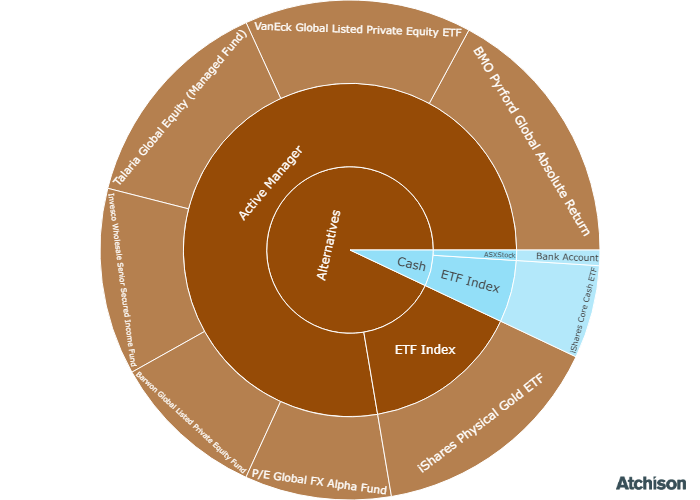 VanEck Global Listed Private Equity ETF
BMO Pyrford Global Absolute Return
Talaria Global Equity (Managed Fund)
Active Manager
Alternatives
Invesco Wholesale Senior Secured Income Fund
Cash
ASXStock
Bank Account
ETF Index
iShares Core Cash ETF
ETF Index
Barwon Global Listed Private Equity Fund
P/E Global FX Alpha Fund
iShares Physical Gold ETF
Atchison